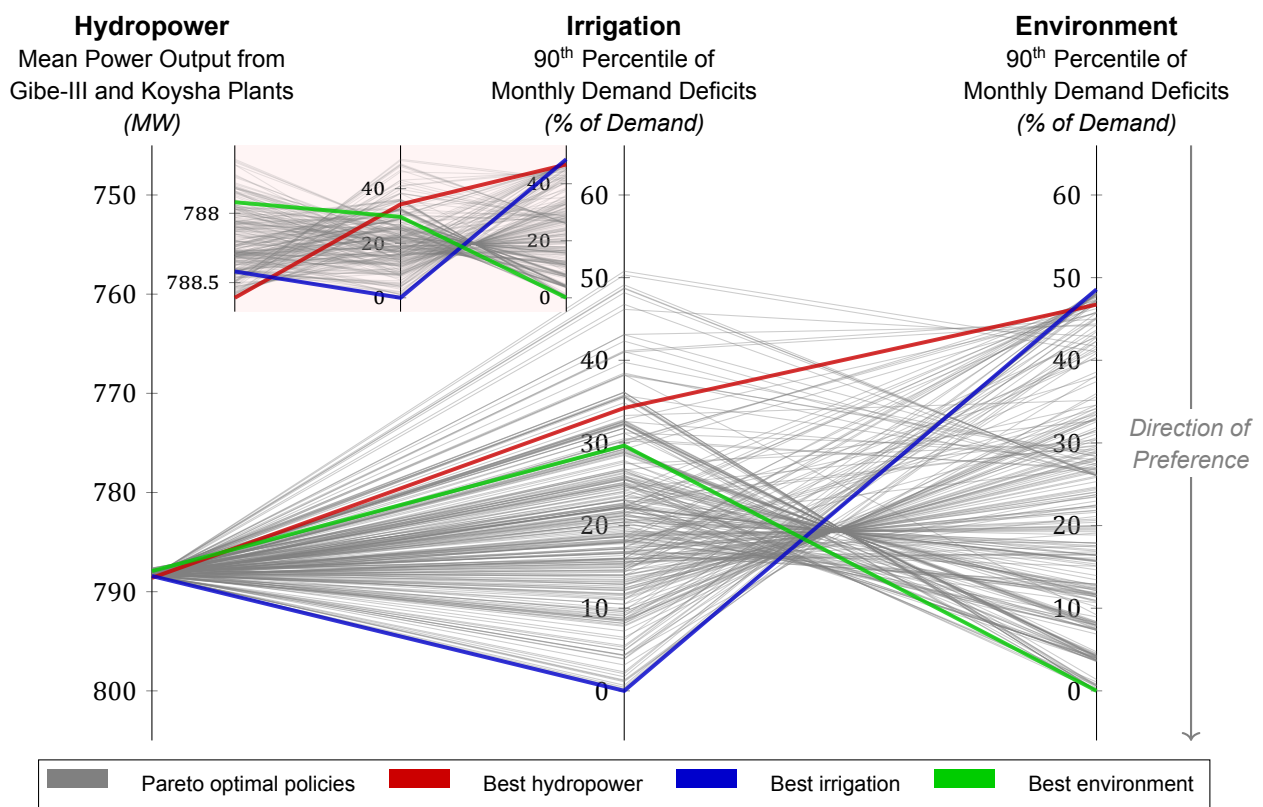 Hydropower
Mean Power Output from
Gibe-III and Koysha Plants
(MW)
Irrigation
90th Percentile of
Monthly Demand Deficits
(% of Demand)
Environment
90th Percentile of
Monthly Demand Deficits
(% of Demand)
750
760
770
780
790
800
788
788.5
40
20
0
40
20
0
60
50
40
30
20
10
0
60
50
40
30
20
10
0
Direction of
Preference
Pareto optimal policies
Best hydropower
Best irrigation
Best environment